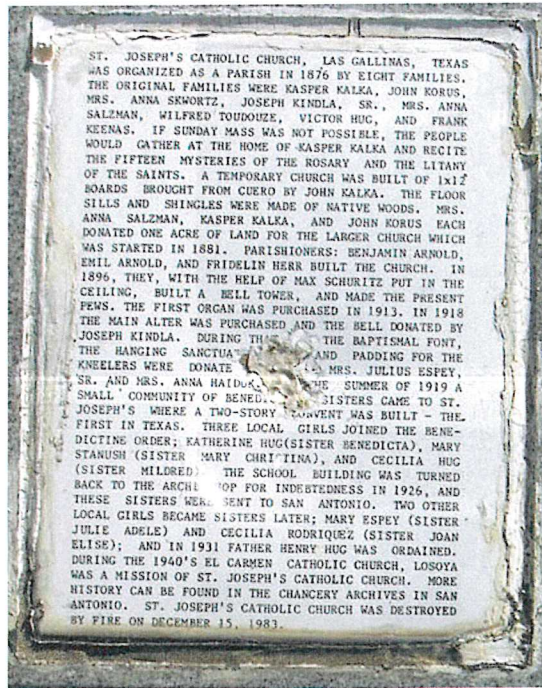 ST. JOSEPH'S CATHOLIC CHURCH, LAS GALLINAS, TEXAS
WAS ORGANIZED AS A PARISH IN 1876 BY EIGHT FAMILIES.
THE ORIGINAL FAMILIES WERE KASPER KALKA, JOHN KORUS,
MRS. ANNA SKWORTZ, JOSEPH KINDLA, SR., MRS. ANNA
SALZMAN, WILFRED TOUDOUZE, VICTOR HUG, AND FRANK
KEENAS. IF SUNDAY MASS WAS NOT POSSIBLE, THE PEOPLE
WOULD GATHER AT THE HOME OF KASPER KALKA AND RECITE
THE FIFTEEN MYSTERIES OF THE ROSARY AND THE LITANY
OF THE SAINTS. A TEMPORARY CHURCH WAS BUILT OF 1x12
BOARDS BROUGHT FROM CUERO BY JOHN KALKA. THE FLOOR
SILLS AND SHINGLES WERE MADE OF NATIVE WOODS. MRS.
ANNA SALZMAN, KASPER KALKA, AND JOHN KORUS EACH
DONATED ONE ACRE OF LAND FOR THE LARGER CHURCH WHICH
WAS STARTED IN 1881. PARISHIONERS: BENJAMIN ARNOLD,
EMIL ARNOLD, AND FRIDELIN HERR BUILT THE CHURCH. IN
1896, THEY, WITH THE HELP OF MAX SCHURITZ PUT IN THE
CEILING, BUILT A BELL TOWER, AND MADE THE PRESENT
PEWS. THE FIRST ORGAN WAS PURCHASED IN 1913. IN 1918
THE MAIN ALTER WAS PURCHASED AND THE BELL DONATED BY
JOSEPH KINDLA. DURING THE BAPTISMAL FONT,
THE HANGING AND PADDING FOR THE
KNEELERS WERE MRS. JULIUS ESPEY,
SR. AND MRS. ANNA SUMMER OF 1919 A
SMALL COMMUNITY OF SISTERS CAME TO ST.
JOSEPH'S WHERE A TWO-STORY CONVENT WAS BUILT - THE
FIRST IN TEXAS. THREE LOCAL GIRLS JOINED THE BENE-
DICTINE ORDER; KATHERINE HUG(SISTER BENEDICTA), MARY
STANUSH (SISTER MARY CHRISTINA), AND CECILIA HUG
(SISTER MILDRED) THE SCHOOL BUILDING WAS TURNED
BACK TO THE FOR INDEBTEDNESS IN 1926, AND
THESE SISTERS WERE SENT TO SAN ANTONIO. TWO OTHER
LOCAL GIRLS BECAME SISTERS LATER; MARY ESPEY (SISTER
JULIE ADELE) AND CECILIA RODRIQUEZ (SISTER JOAN
ELISE); AND IN 1931 FATHER HENRY HUG WAS ORDAINED.
DURING THE 1940'S EL CARMEN CATHOLIC CHURCH, LOSOYA
WAS A MISSION OF ST. JOSEPH'S CATHOLIC CHURCH. MORE
HISTORY CAN BE FOUND IN THE CHANCERY ARCHIVES IN SAN
ANTONIO. ST. JOSEPH'S CATHOLIC CHURCH WAS DESTROYED
BY FIRE ON DECEMBER 15, 1983.